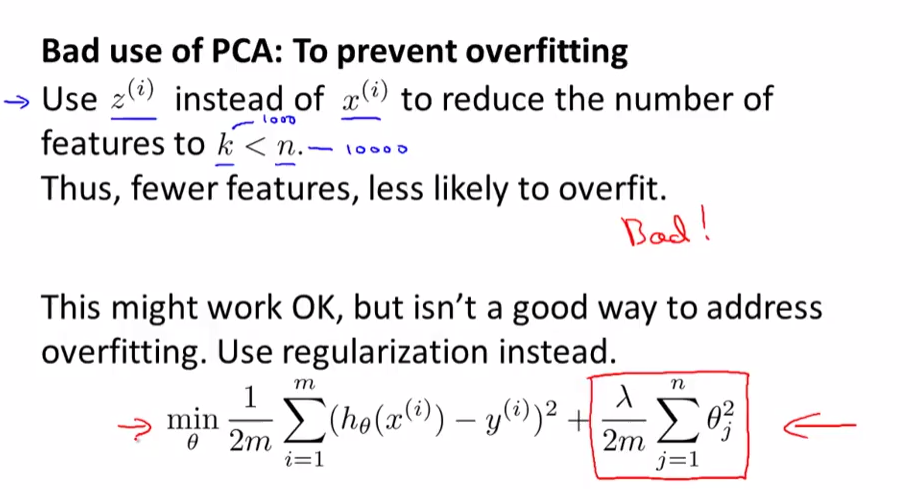 Bad use of PCA: To prevent overfitting
→ Use z^{(i)} instead of x^{(i)} to reduce the number of
1000
features to k < n. — 10000
Thus, fewer features, less likely to overfit.
Bad!
This might work OK, but isn't a good way to address
overfitting. Use regularization instead.
→ \min_{\theta} \frac{1}{2m} \sum_{i=1}^{m} (h_{\theta}(x^{(i)}) - y^{(i)})^2 + \frac{\lambda}{2m} \sum_{j=1}^{n} \theta_j^2 ←